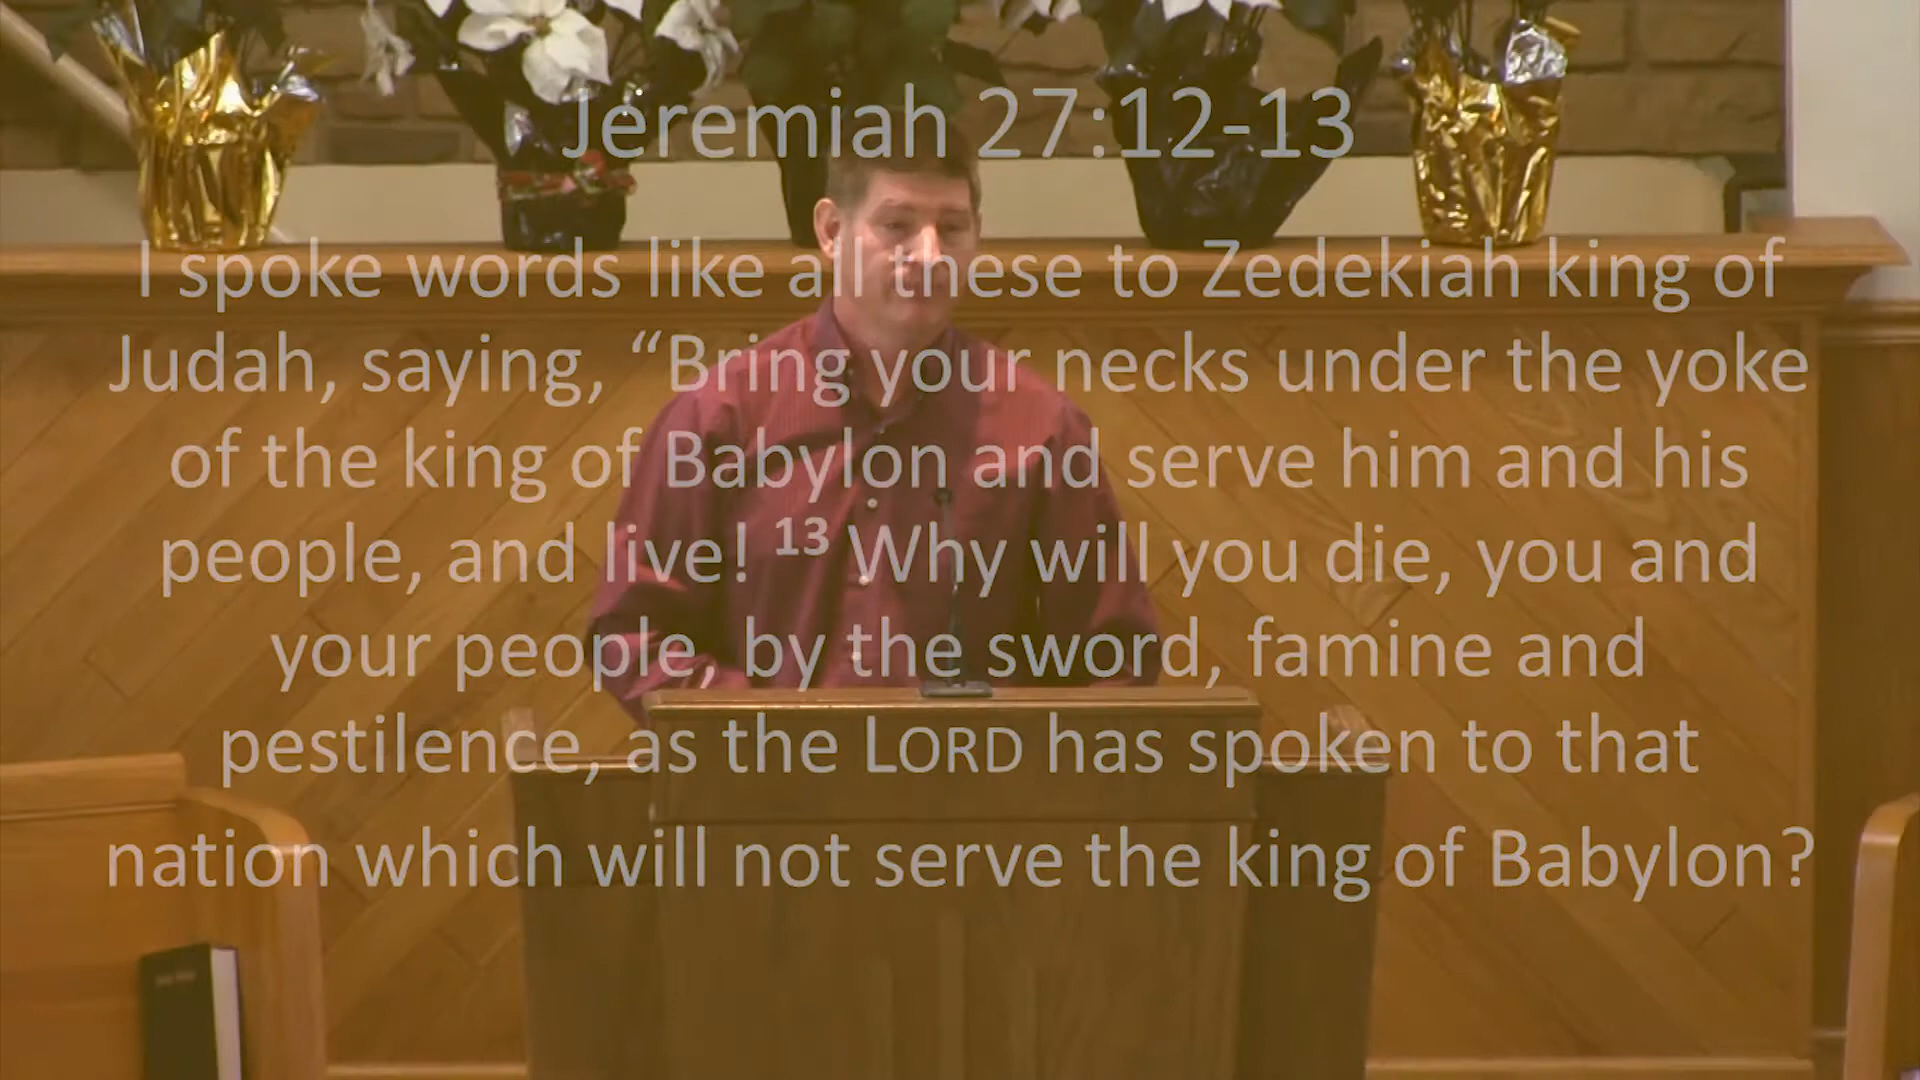 Jeremiah 27:12-13
I spoke words like all these to Zedekiah king of
Judah, saying, “Bring your necks under the yoke
of the king of Babylon and serve him and his
people, and live! 13 Why will you die, you and
your people, by the sword, famine and
pestilence, as the LORD has spoken to that
nation which will not serve the king of Babylon?